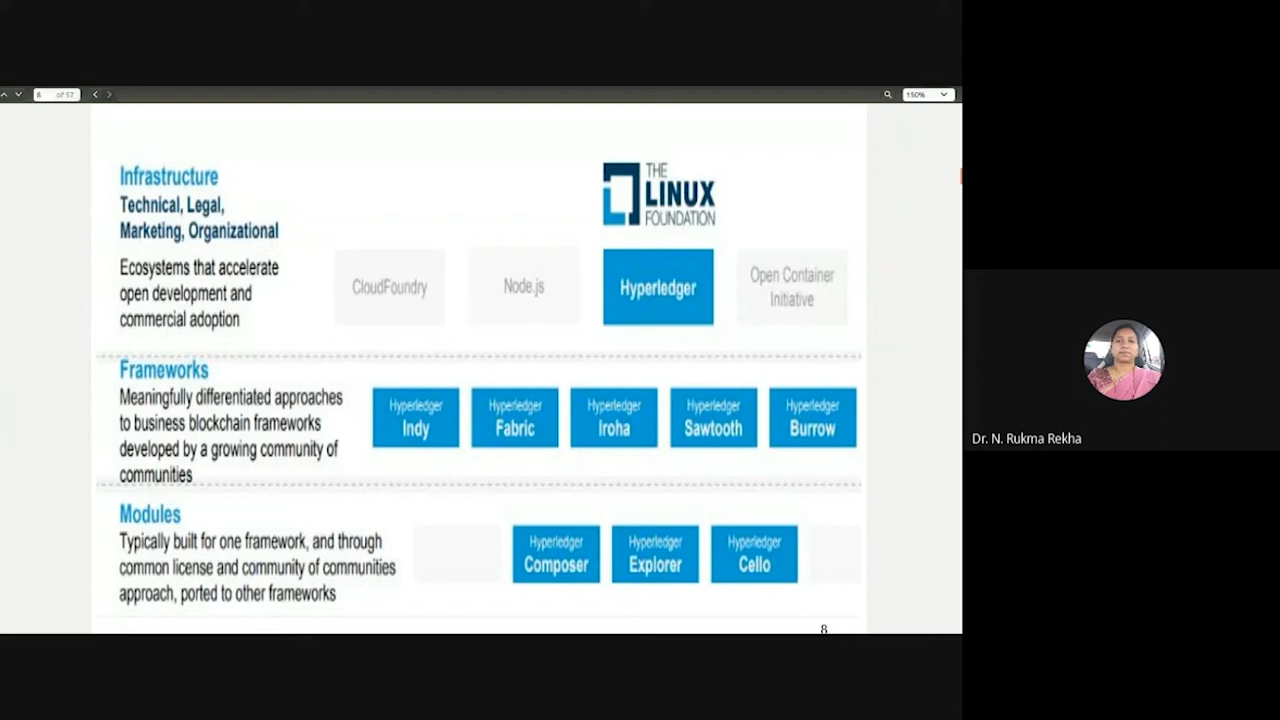 8 of 57
150%
Infrastructure
Technical, Legal,
Marketing, Organizational
Ecosystems that accelerate
open development and
commercial adoption
THE
LINUX
FOUNDATION
CloudFoundry
Node.js
Hyperledger
Open Container
Initiative
Frameworks
Meaningfully differentiated approaches
to business blockchain frameworks
developed by a growing community of
communities
Hyperledger
Indy
Hyperledger
Fabric
Hyperledger
Iroha
Hyperledger
Sawtooth
Hyperledger
Burrow
Modules
Typically built for one framework, and through
common license and community of communities
approach, ported to other frameworks
Hyperledger
Composer
Hyperledger
Explorer
Hyperledger
Cello
8
Dr. N. Rukma Rekha